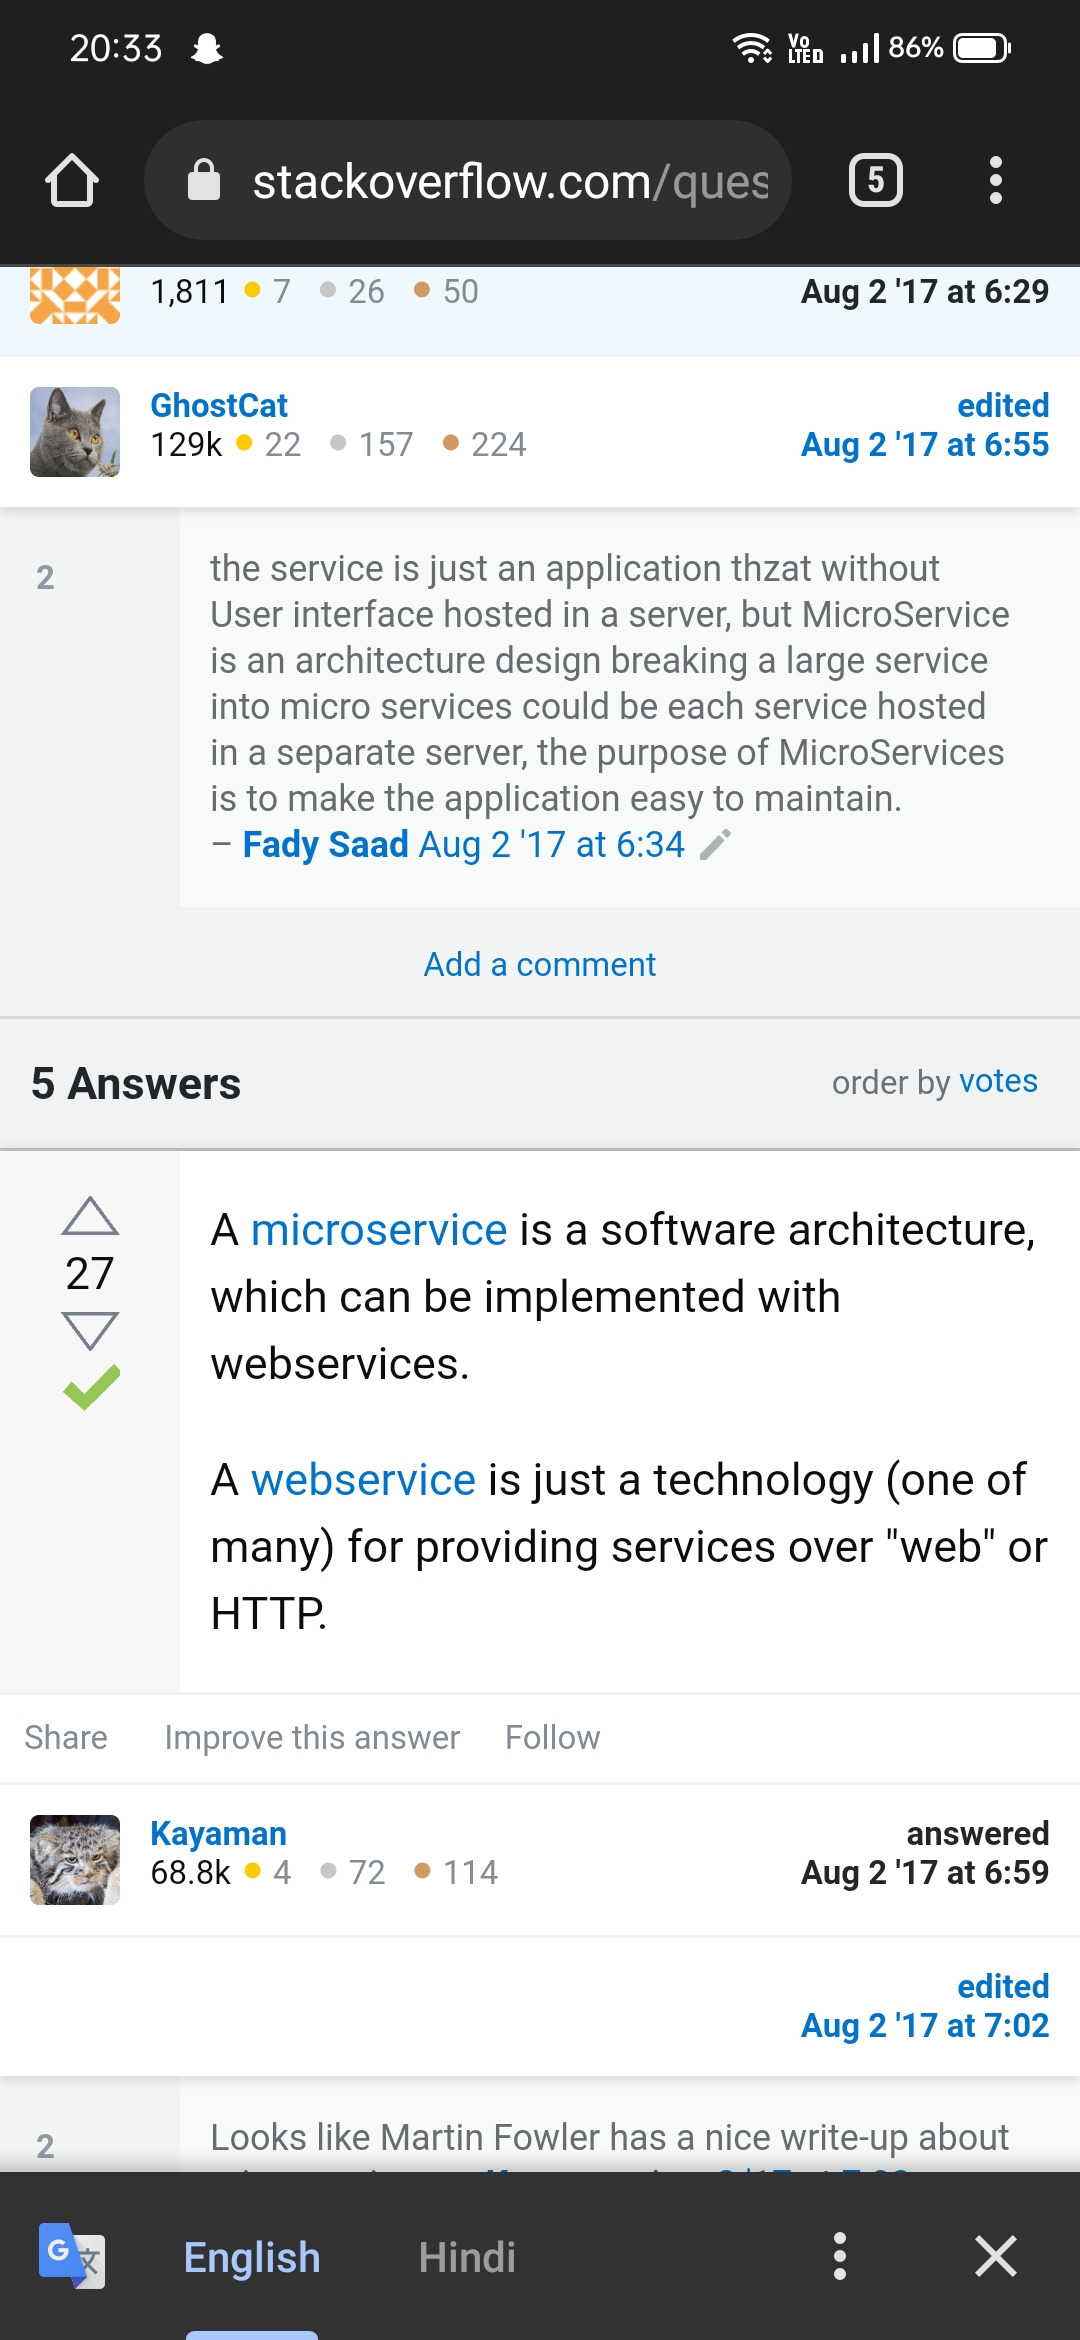 20:33 Vo LTE 86%
stackoverflow.com/ques 5
1,811 7 26 50 Aug 2 '17 at 6:29
GhostCat edited
129k 22 157 224 Aug 2 '17 at 6:55
2 the service is just an application thzat without
User interface hosted in a server, but MicroService
is an architecture design breaking a large service
into micro services could be each service hosted
in a separate server, the purpose of MicroServices
is to make the application easy to maintain.
– Fady Saad Aug 2 '17 at 6:34
Add a comment
5 Answers order by votes
A microservice is a software architecture,
27 which can be implemented with
webservices.
A webservice is just a technology (one of
many) for providing services over "web" or
HTTP.
Share Improve this answer Follow
Kayaman answered
68.8k 4 72 114 Aug 2 '17 at 6:59
edited
Aug 2 '17 at 7:02
2 Looks like Martin Fowler has a nice write-up about
G 文 English Hindi